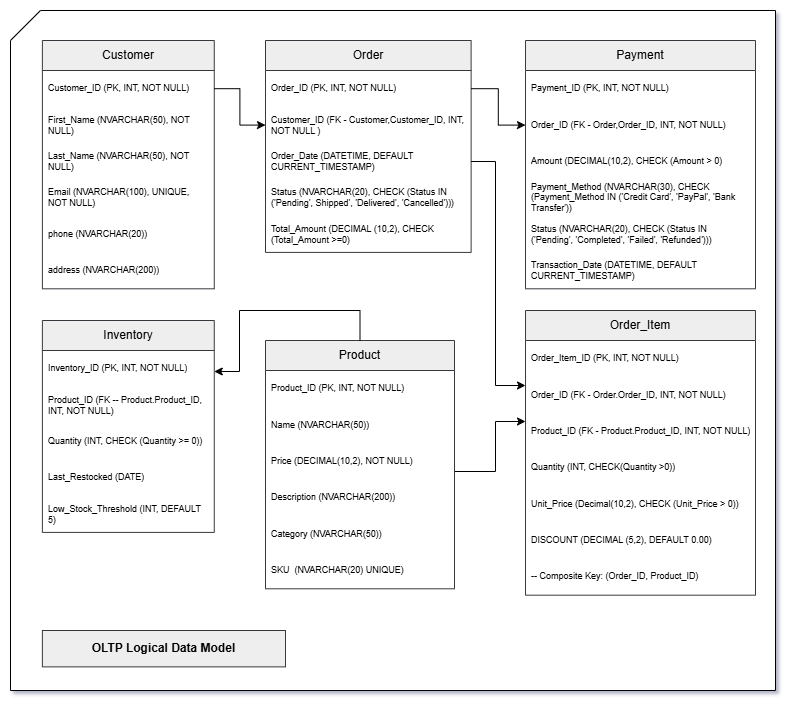 Customer
Customer_ID (PK, INT, NOT NULL)
First_Name (NVARCHAR(50), NOT
NULL)
Last_Name (NVARCHAR(50), NOT
NULL)
Email (NVARCHAR(100), UNIQUE,
NOT NULL)
phone (NVARCHAR(20))
address (NVARCHAR(200))
Order
Order_ID (PK, INT, NOT NULL)
Customer_ID (FK - Customer,Customer_ID, INT,
NOT NULL )
Order_Date (DATETIME, DEFAULT
CURRENT_TIMESTAMP)
Status (NVARCHAR(20), CHECK (Status IN
('Pending', Shipped', 'Delivered', 'Cancelled')))
Total_Amount (DECIMAL (10,2), CHECK
(Total_Amount >=0)
Payment
Payment_ID (PK, INT, NOT NULL)
Order_ID (FK - Order,Order_ID, INT, NOT NULL)
Amount (DECIMAL(10,2), CHECK (Amount > 0)
Payment_Method (NVARCHAR(30), CHECK
(Payment_Method IN ('Credit Card', 'PayPal', 'Bank
Transfer'))
Status (NVARCHAR(20), CHECK (Status IN
('Pending', 'Completed', 'Failed', 'Refunded')))
Transaction_Date (DATETIME, DEFAULT
CURRENT_TIMESTAMP)
Inventory
Inventory_ID (PK, INT, NOT NULL)
Product_ID (FK -- Product.Product_ID,
INT, NOT NULL)
Quantity (INT, CHECK (Quantity >= 0))
Last_Restocked (DATE)
Low_Stock_Threshold (INT, DEFAULT
5)
Product
Product_ID (PK, INT, NOT NULL)
Name (NVARCHAR(50))
Price (DECIMAL(10,2), NOT NULL)
Description (NVARCHAR(200))
Category (NVARCHAR(50))
SKU (NVARCHAR(20) UNIQUE)
Order_Item
Order_Item_ID (PK, INT, NOT NULL)
Order_ID (FK - Order.Order_ID, INT, NOT NULL)
Product_ID (FK - Product.Product_ID, INT, NOT NULL)
Quantity (INT, CHECK(Quantity >0))
Unit_Price (Decimal(10,2), CHECK (Unit_Price > 0))
DISCOUNT (DECIMAL (5,2), DEFAULT 0.00)
-- Composite Key: (Order_ID, Product_ID)
OLTP Logical Data Model